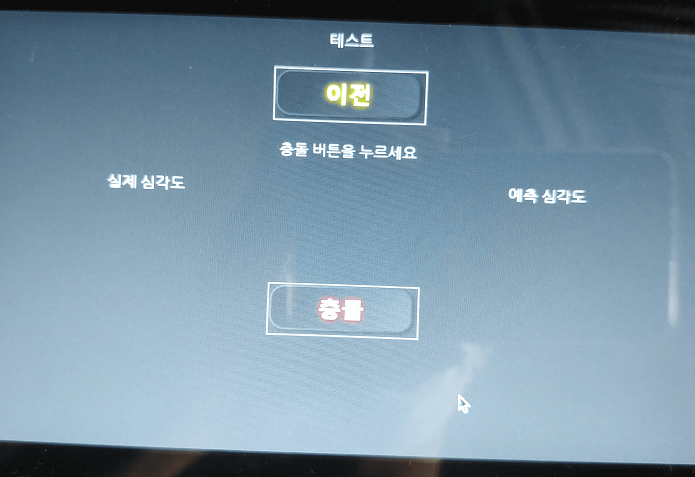 테스트
이전
충돌 버튼을 누르세요
실제 심각도
예측 심각도
충돌